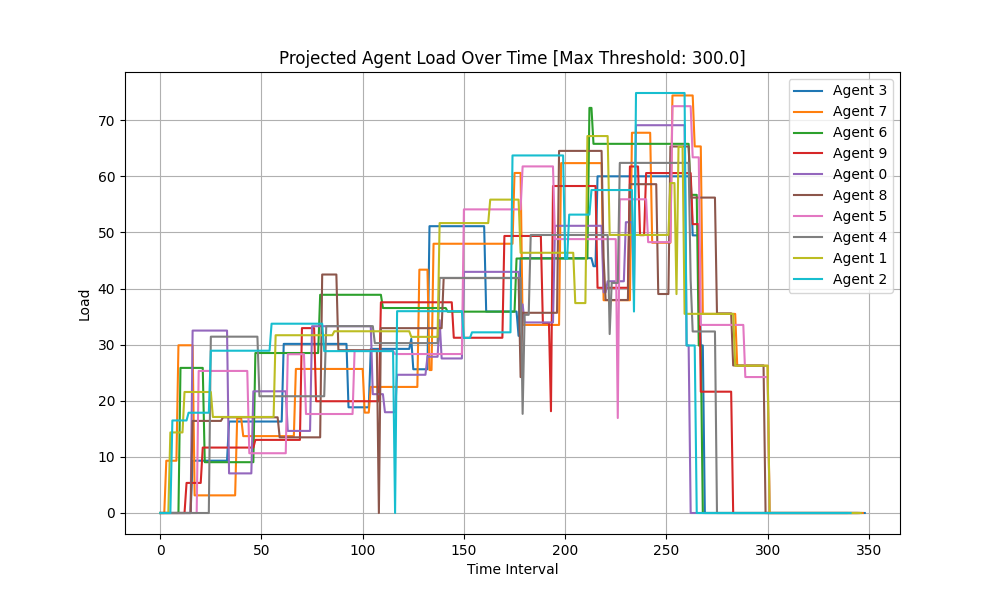 Projected Agent Load Over Time [Max Threshold: 300.0]
Load
70
60
50
40
30
20
10
0
0 50 100 150 200 250 300 350
Time Interval
Agent 3
Agent 7
Agent 6
Agent 9
Agent 0
Agent 8
Agent 5
Agent 4
Agent 1
Agent 2